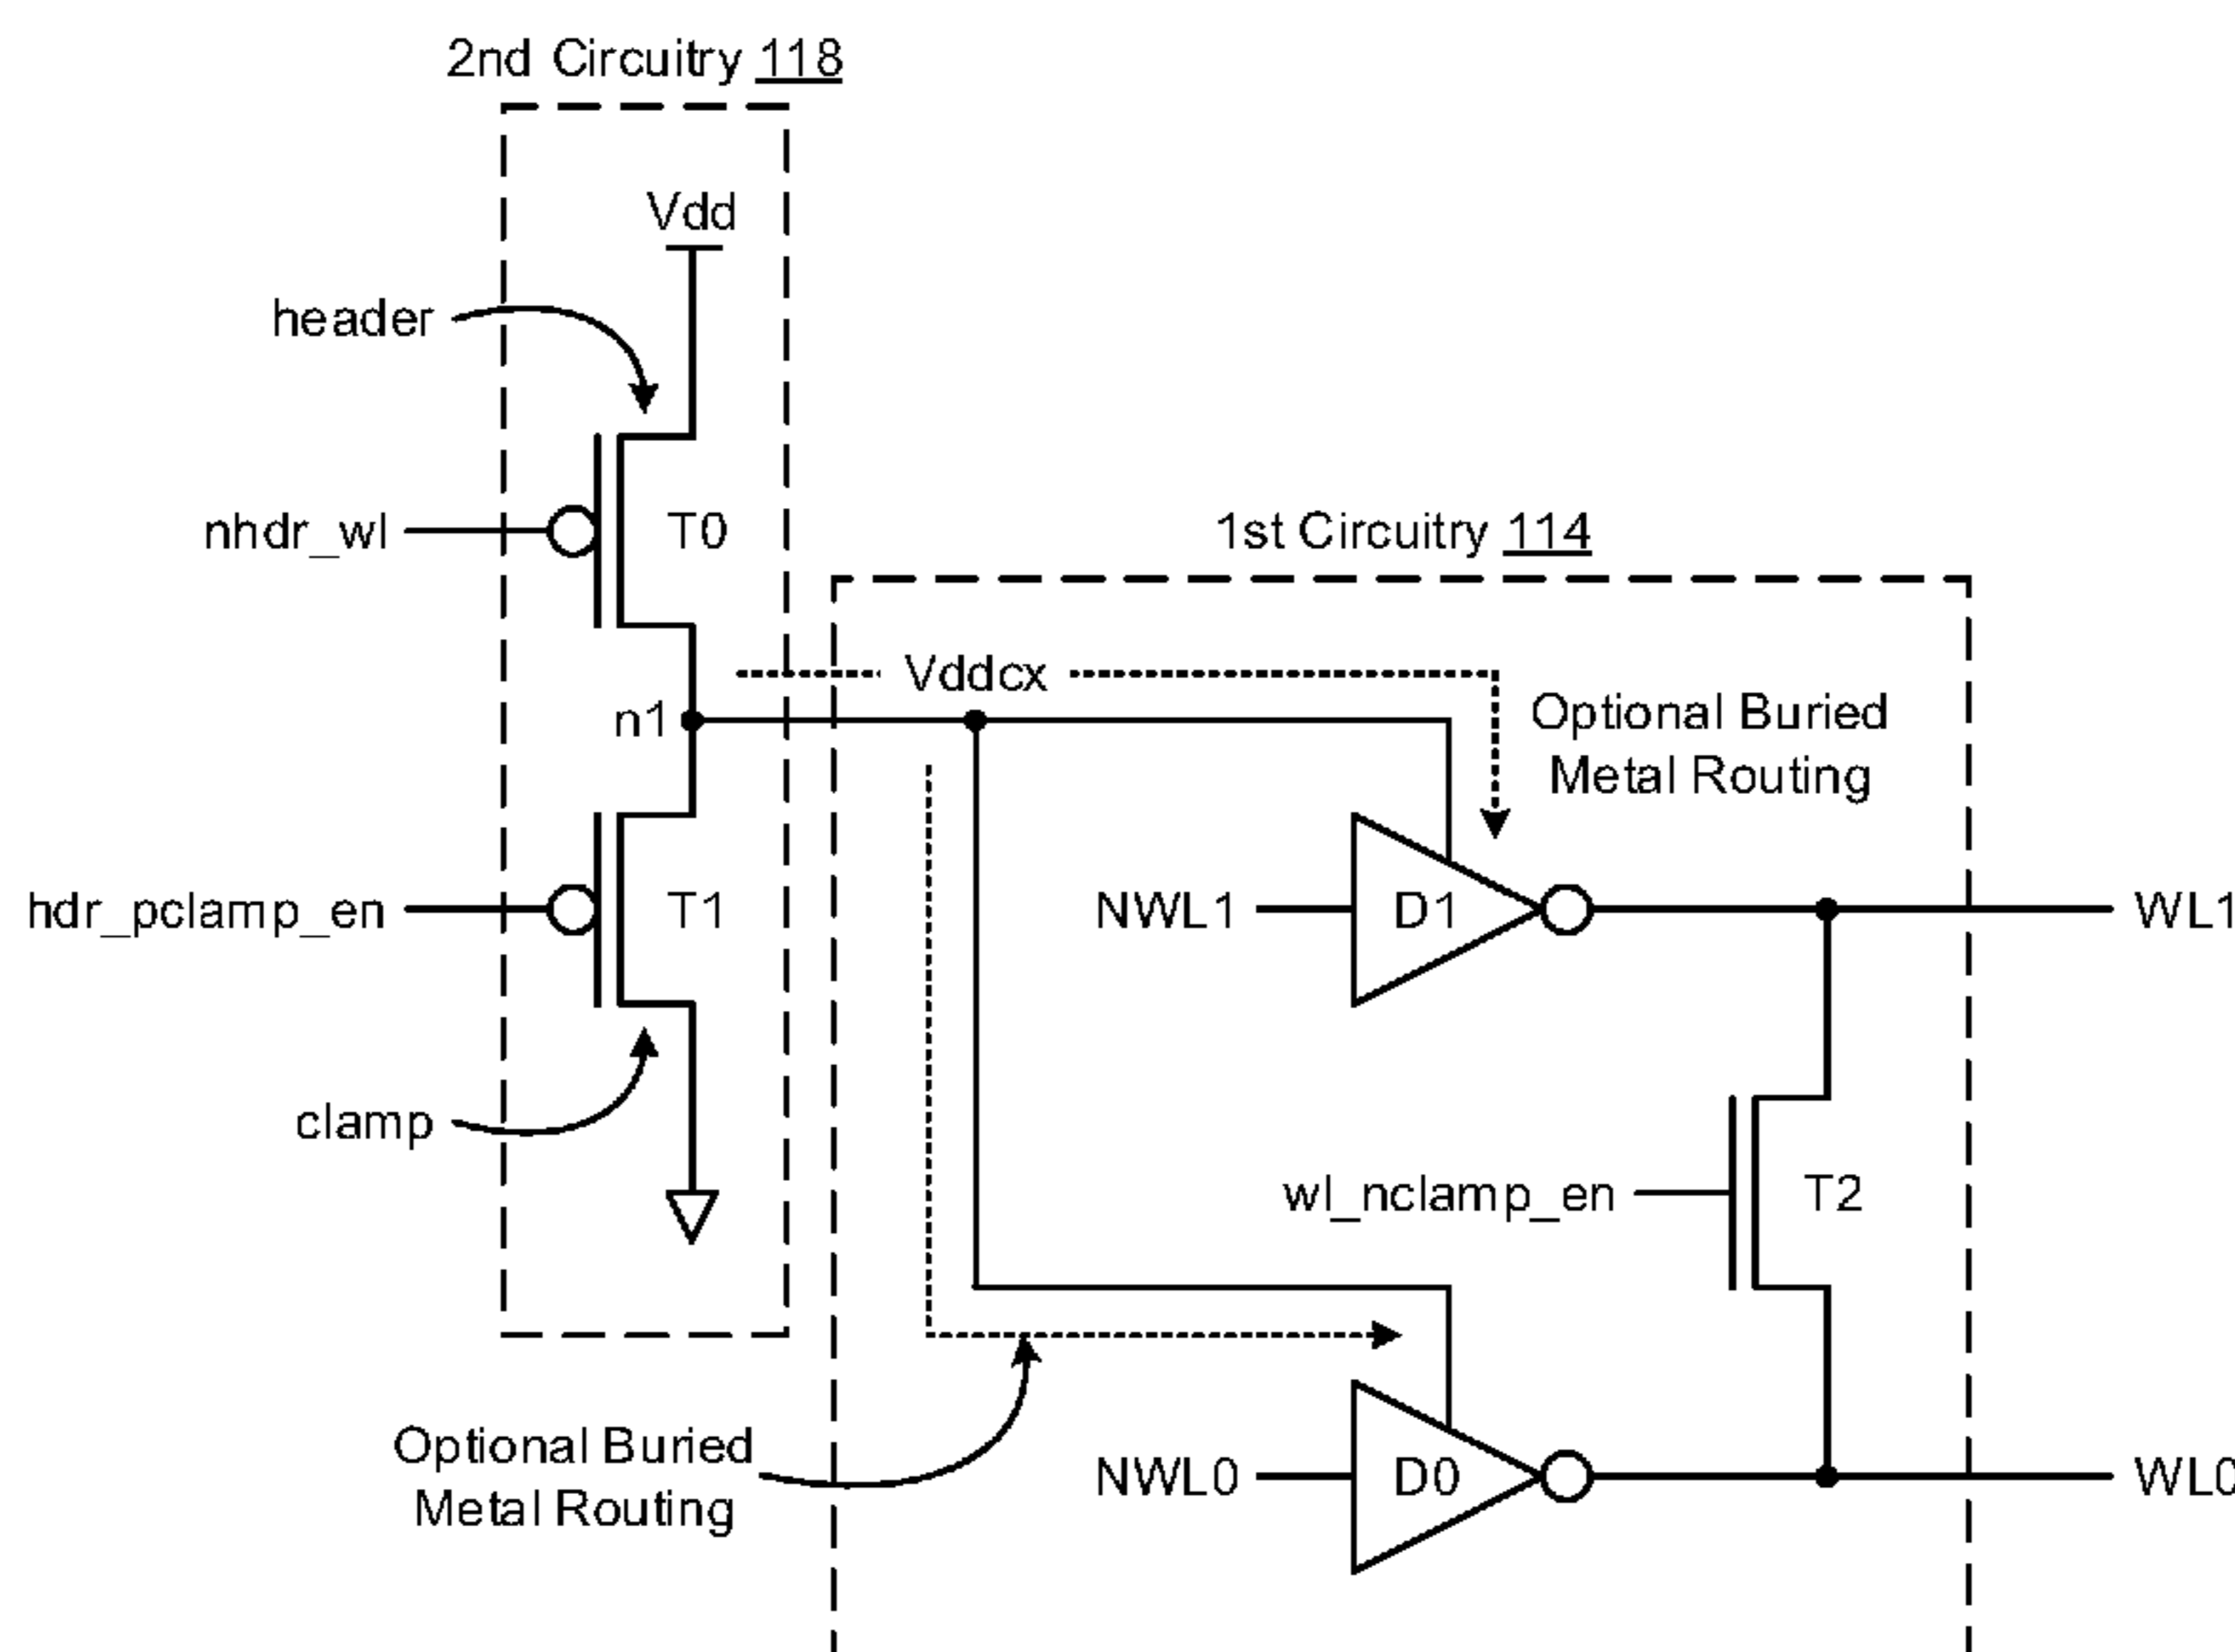 2nd Circuitry 118
Vdd
header
nhdr_wl
T0
1st Circuitry 114
Vddcx
n1
Optional Buried
Metal Routing
hdr_pclamp_en
T1
NWL1
D1
WL1
clamp
wl_nclamp_en
T2
Optional Buried
Metal Routing
NWL0
D0
WL0